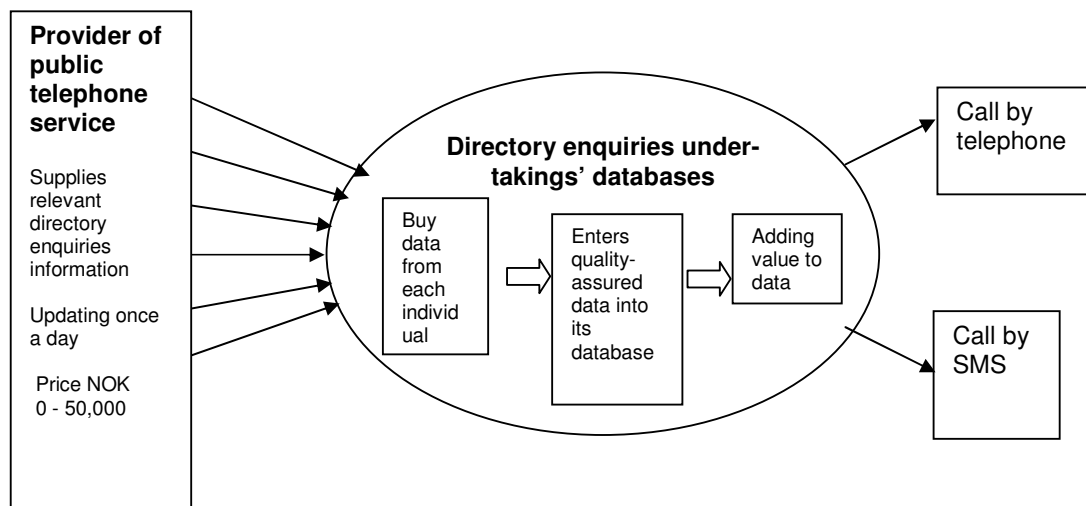 Provider of
public
telephone
service
Supplies
relevant
directory
enquiries
information
Updating once
a day
Price NOK
0 - 50,000
Directory enquiries under-
takings' databases
Buy
data
from
each
individ
ual
Enters
quality-
assured
data into
its
database
Adding
value to
data
Call by
telephone
Call by
SMS